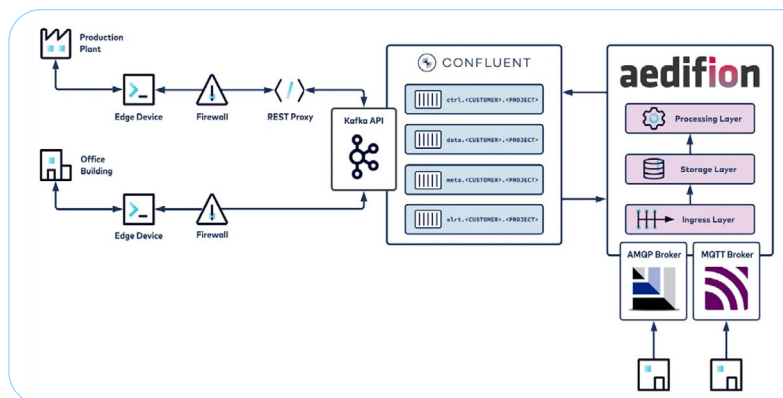 Production
Plant
Edge Device
Firewall
REST Proxy
Kafka API
Office
Building
Edge Device
Firewall
CONFLUENT
ctrl.<CUSTOMER>.<PROJECT>
data.<CUSTOMER>.<PROJECT>
meta.<CUSTOMER>.<PROJECT>
alrt.<CUSTOMER>.<PROJECT>
aedifion
Processing Layer
Storage Layer
Ingress Layer
AMQP Broker
MQTT Broker